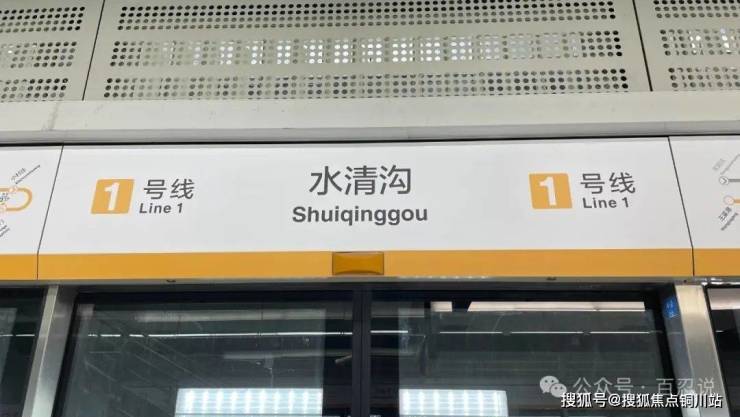 1 号线
Line 1
水清沟
Shuiqinggou
1 号线
Line 1
公众号 · 百忍说
搜狐号@搜狐焦点铜川站